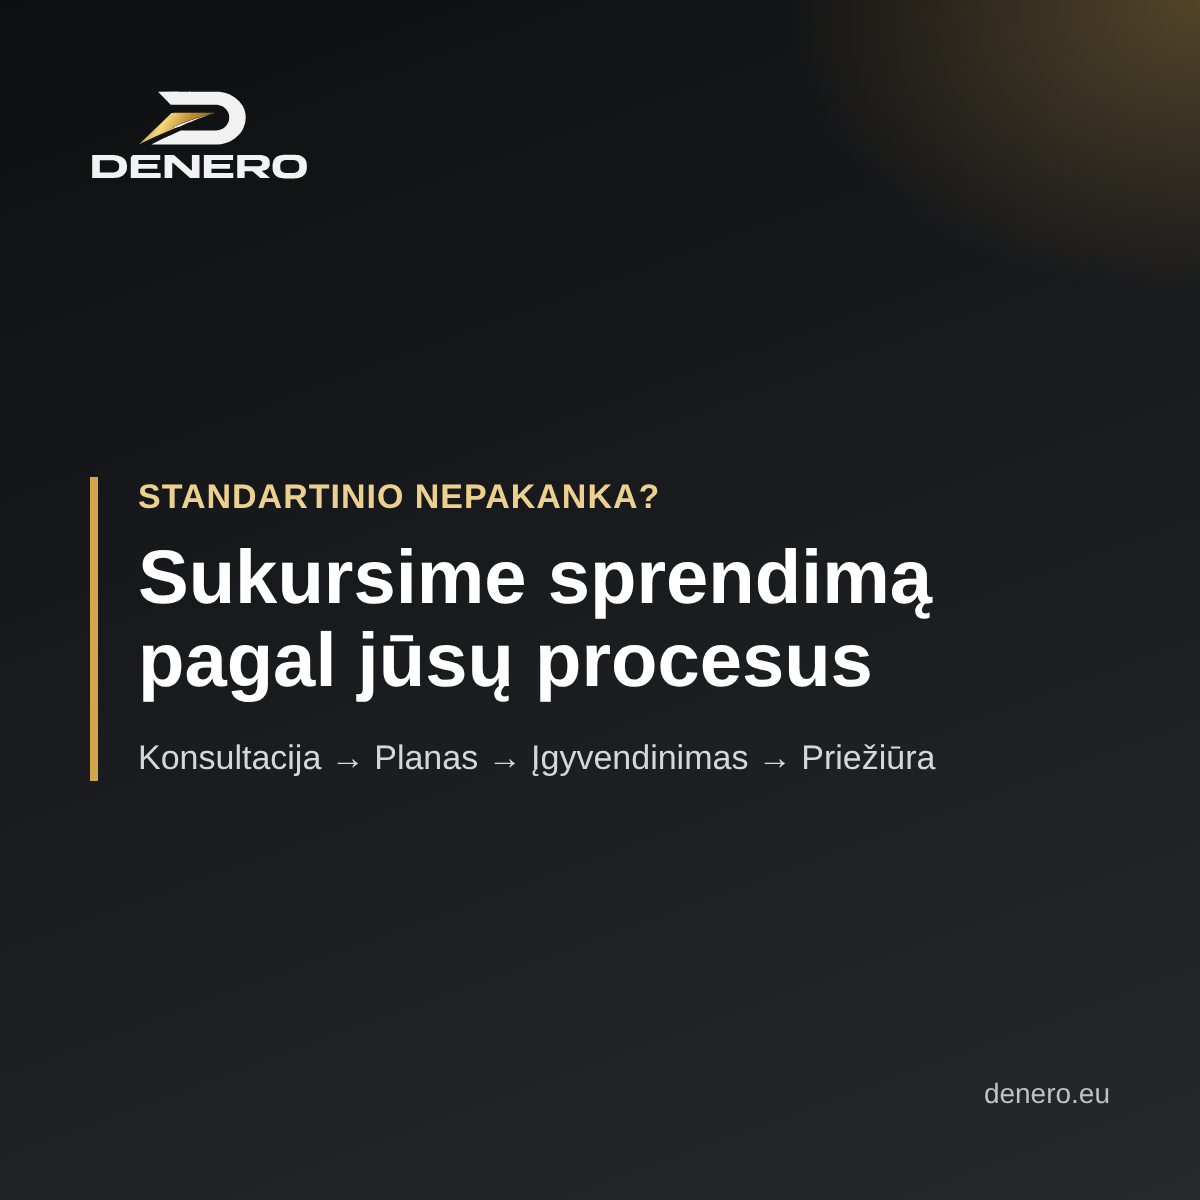 DENERO
STANDARTINIO NEPAKANKA?
Sukursime sprendimą
pagal jūsų procesus
Konsultacija → Planas → Įgyvendinimas → Priežiūra
denero.eu